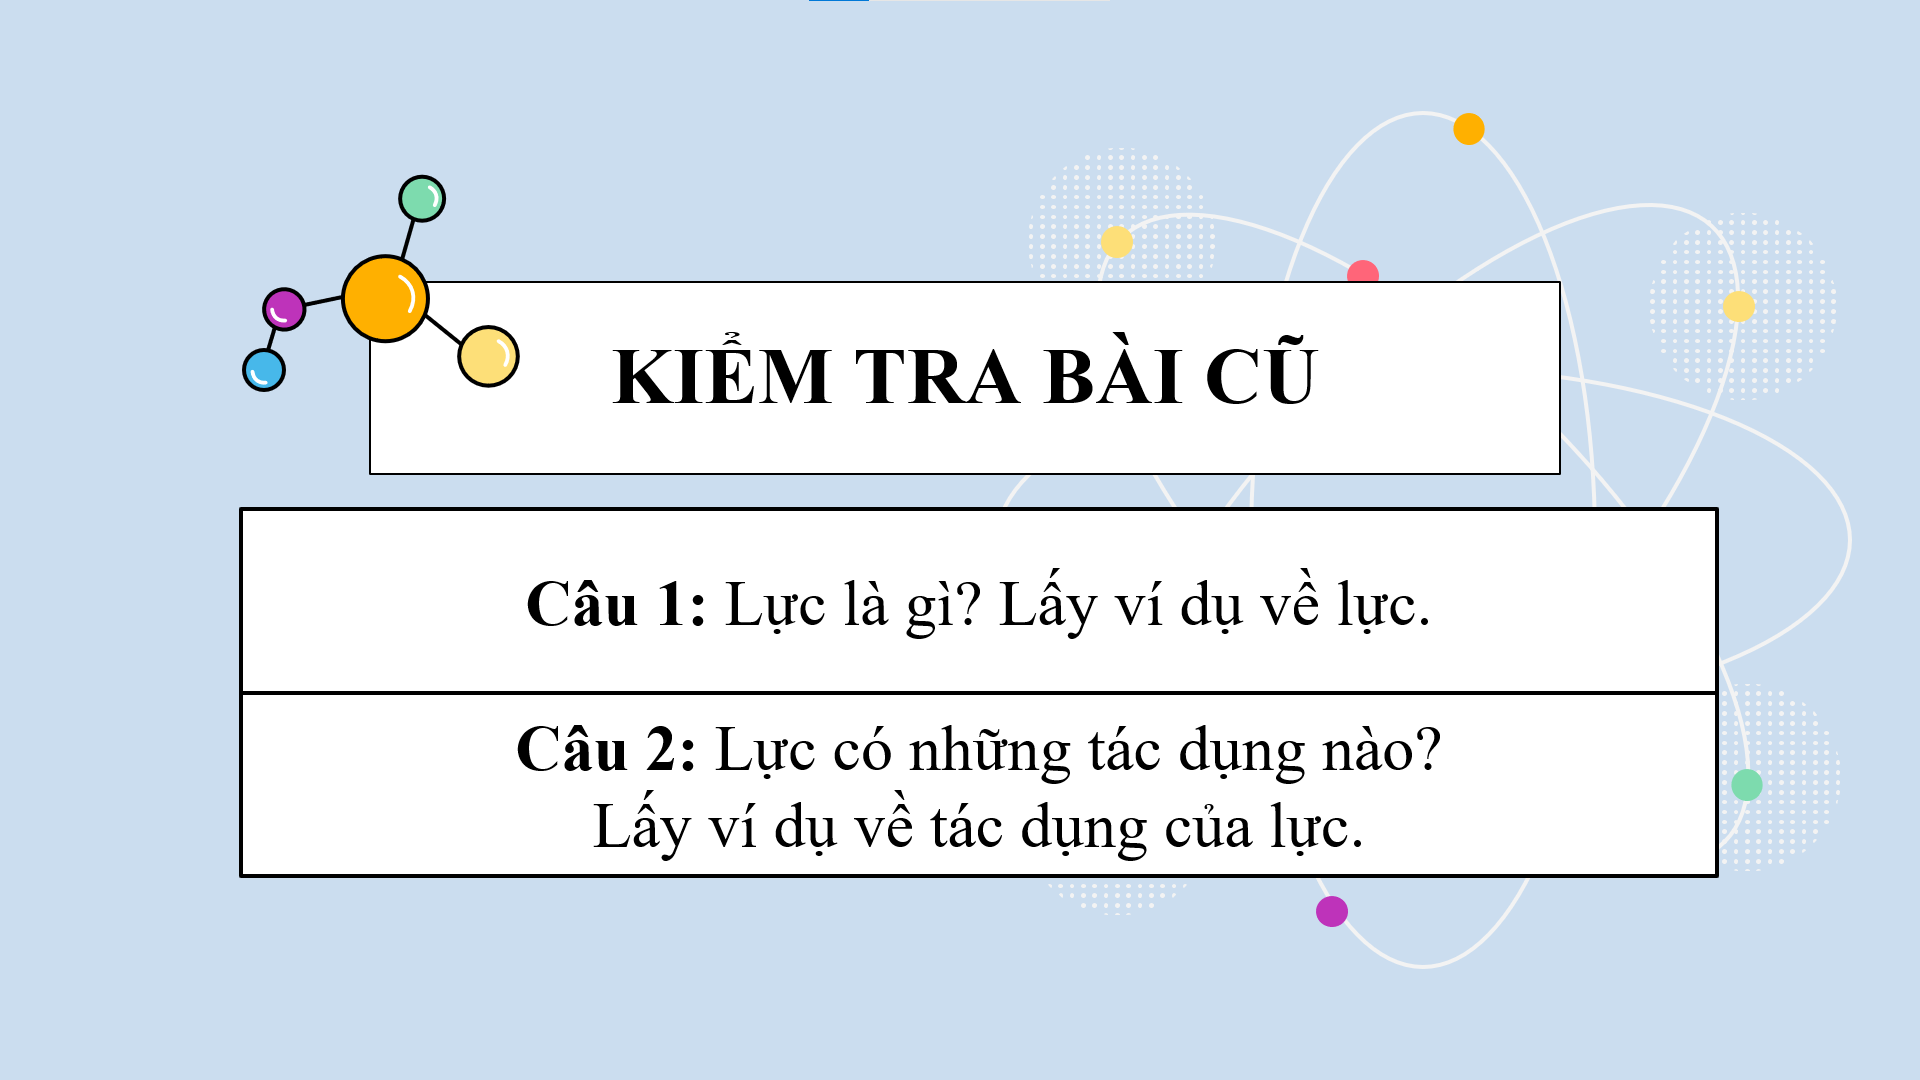 KIỂM TRA BÀI CŨ
Câu 1: Lực là gì? Lấy ví dụ về lực.
Câu 2: Lực có những tác dụng nào?
Lấy ví dụ về tác dụng của lực.